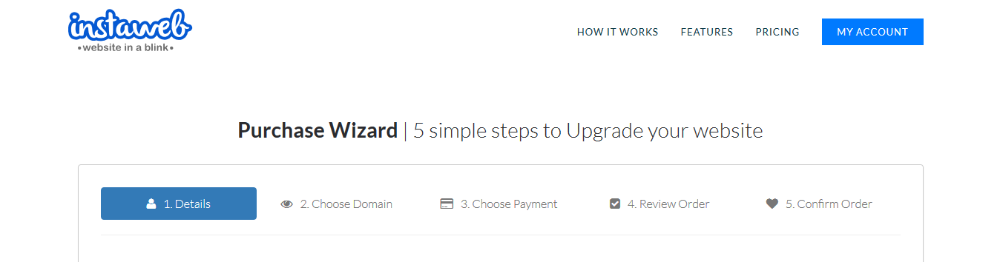 instaweb
•website in a blink•
HOW IT WORKS
FEATURES
PRICING
MY ACCOUNT
Purchase Wizard | 5 simple steps to Upgrade your website
1. Details
2. Choose Domain
3. Choose Payment
4. Review Order
5. Confirm Order